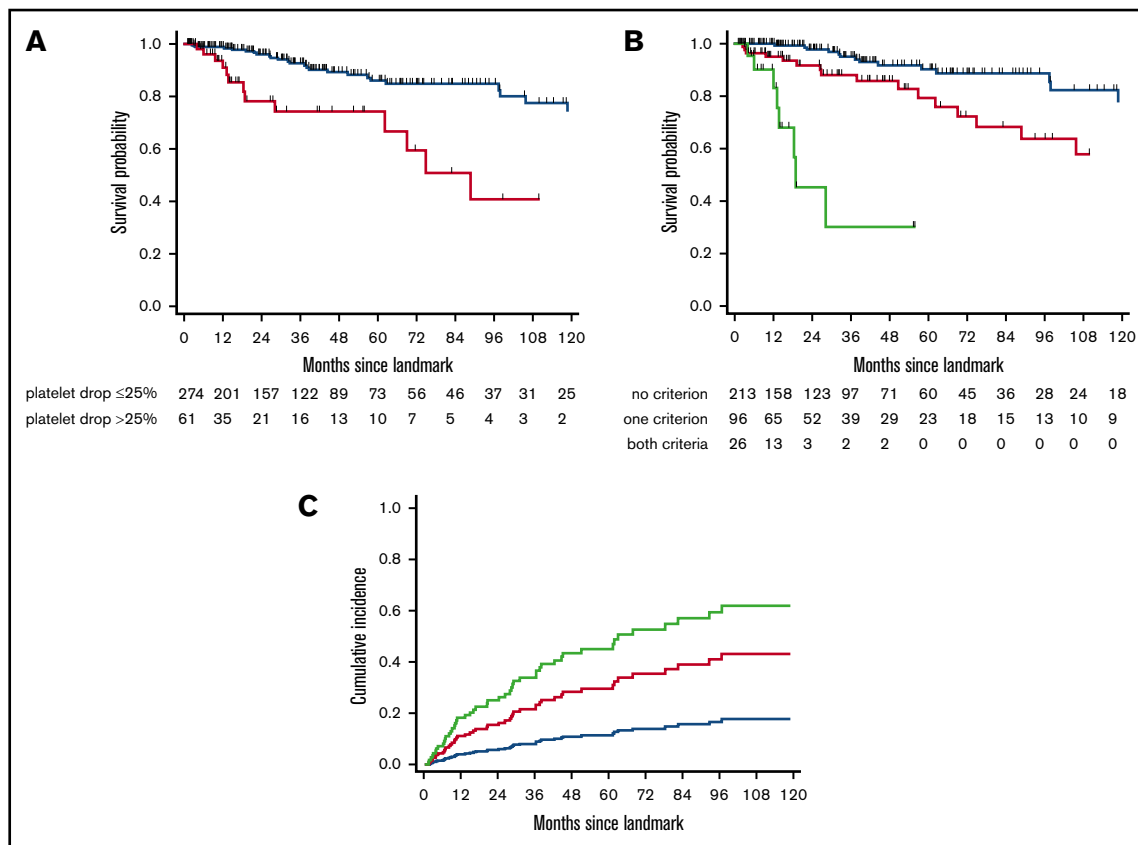 A
Survival probability
1.0
0.8
0.6
0.4
0.2
0.0
0 12 24 36 48 60 72 84 96 108 120
Months since landmark
platelet drop ≤25% 274 201 157 122 89 73 56 46 37 31 25
platelet drop >25% 61 35 21 16 13 10 7 5 4 3 2
B
Survival probability
1.0
0.8
0.6
0.4
0.2
0.0
0 12 24 36 48 60 72 84 96 108 120
Months since landmark
no criterion 213 158 123 97 71 60 45 36 28 24 18
one criterion 96 65 52 39 29 23 18 15 13 10 9
both criteria 26 13 3 2 2 0 0 0 0 0 0
C
Cumulative incidence
1.0
0.8
0.6
0.4
0.2
0.0
0 12 24 36 48 60 72 84 96 108 120
Months since landmark